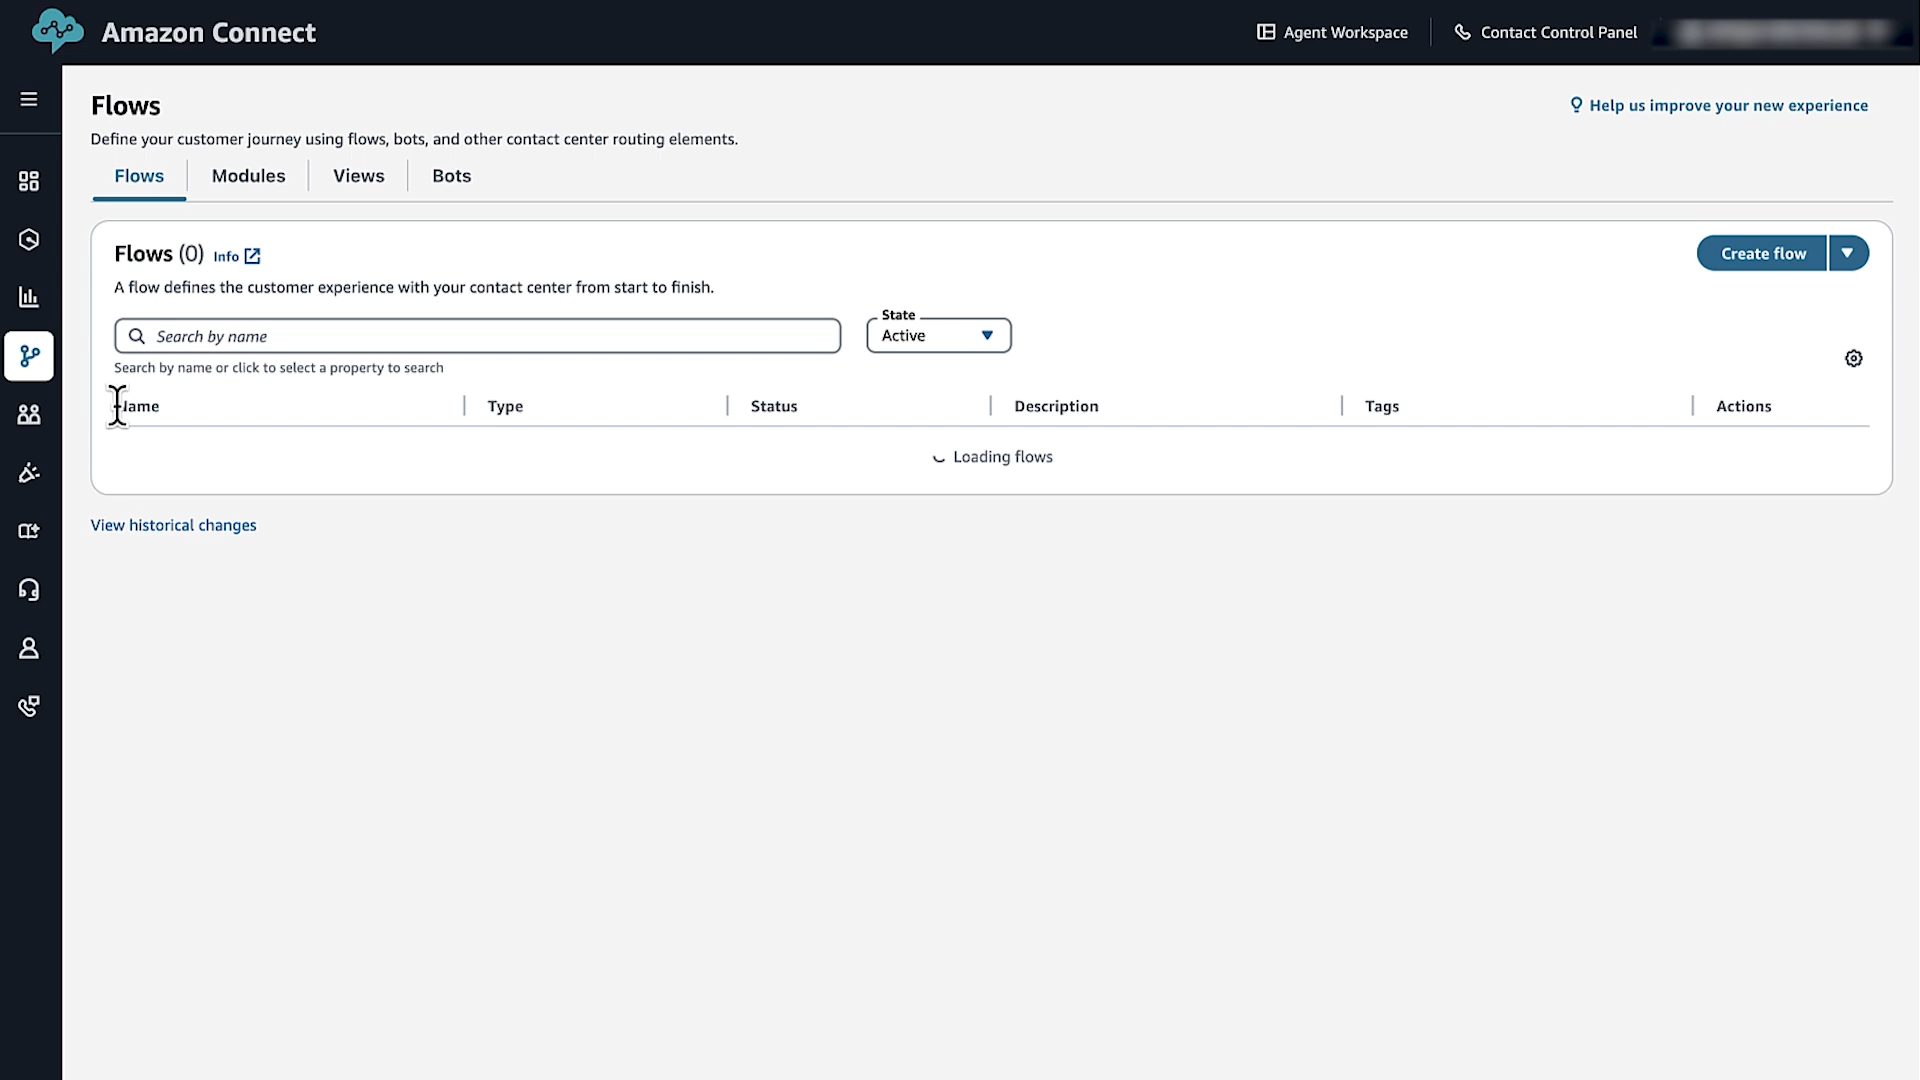 Amazon Connect
Agent Workspace
Contact Control Panel
Flows
Help us improve your new experience
Define your customer journey using flows, bots, and other contact center routing elements.
Flows
Modules
Views
Bots
Flows (0) Info
Create flow
A flow defines the customer experience with your contact center from start to finish.
State
Search by name
Active
Search by name or click to select a property to search
Name
Type
Status
Description
Tags
Actions
Loading flows
View historical changes